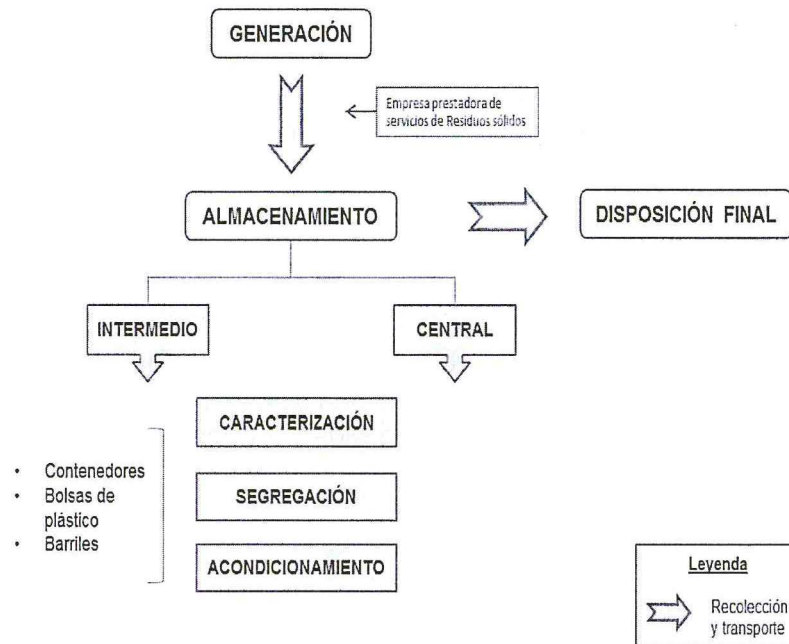 GENERACIÓN
Empresa prestadora de
servicios de Residuos sólidos
ALMACENAMIENTO
DISPOSICIÓN FINAL
INTERMEDIO
CENTRAL
CARACTERIZACIÓN
• Contenedores
• Bolsas de
plástico
• Barriles
SEGREGACIÓN
ACONDICIONAMIENTO
Leyenda
Recolección
y transporte